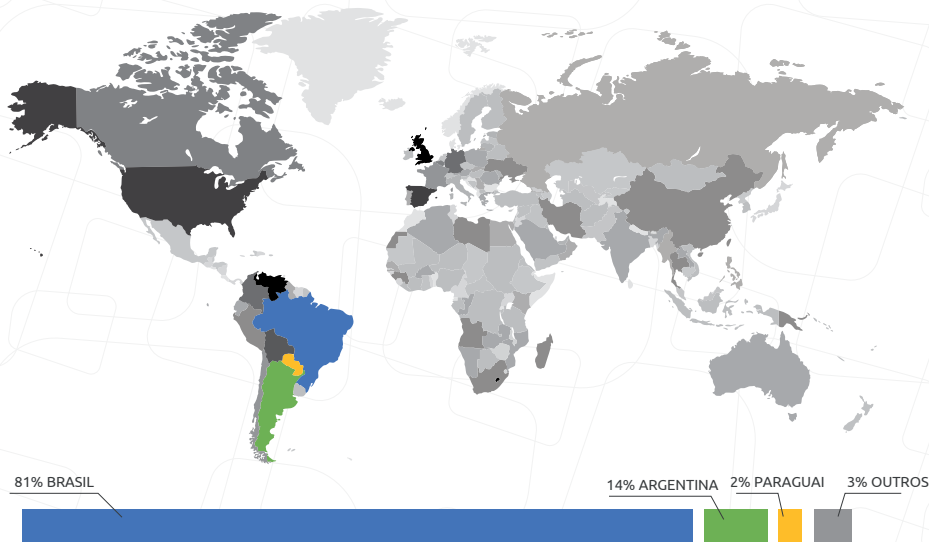 81% BRASIL
14% ARGENTINA
2% PARAGUAI
3% OUTROS